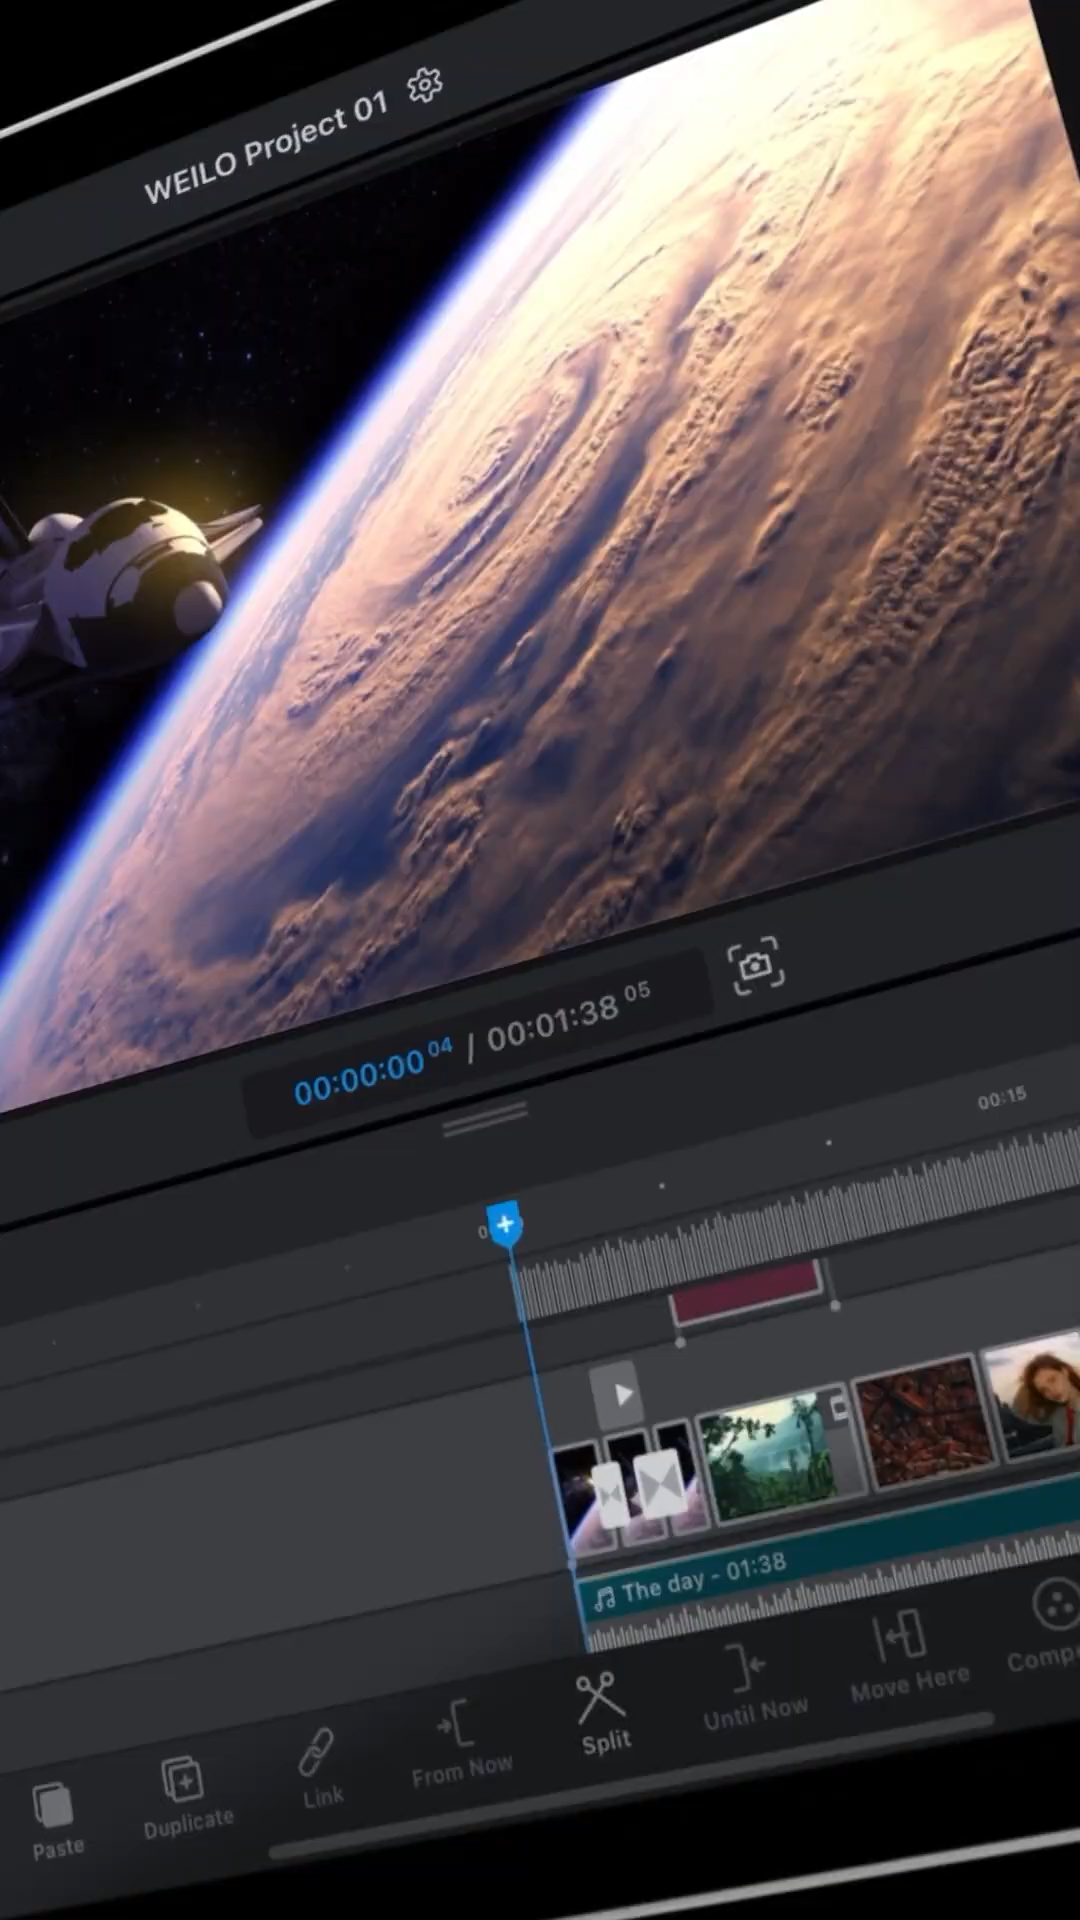 WEILO Project 01
00:00:00 04 / 00:01:38 05
00:15
The day - 01:38
Paste
Duplicate
Link
From Now
Split
Until Now
Move Here